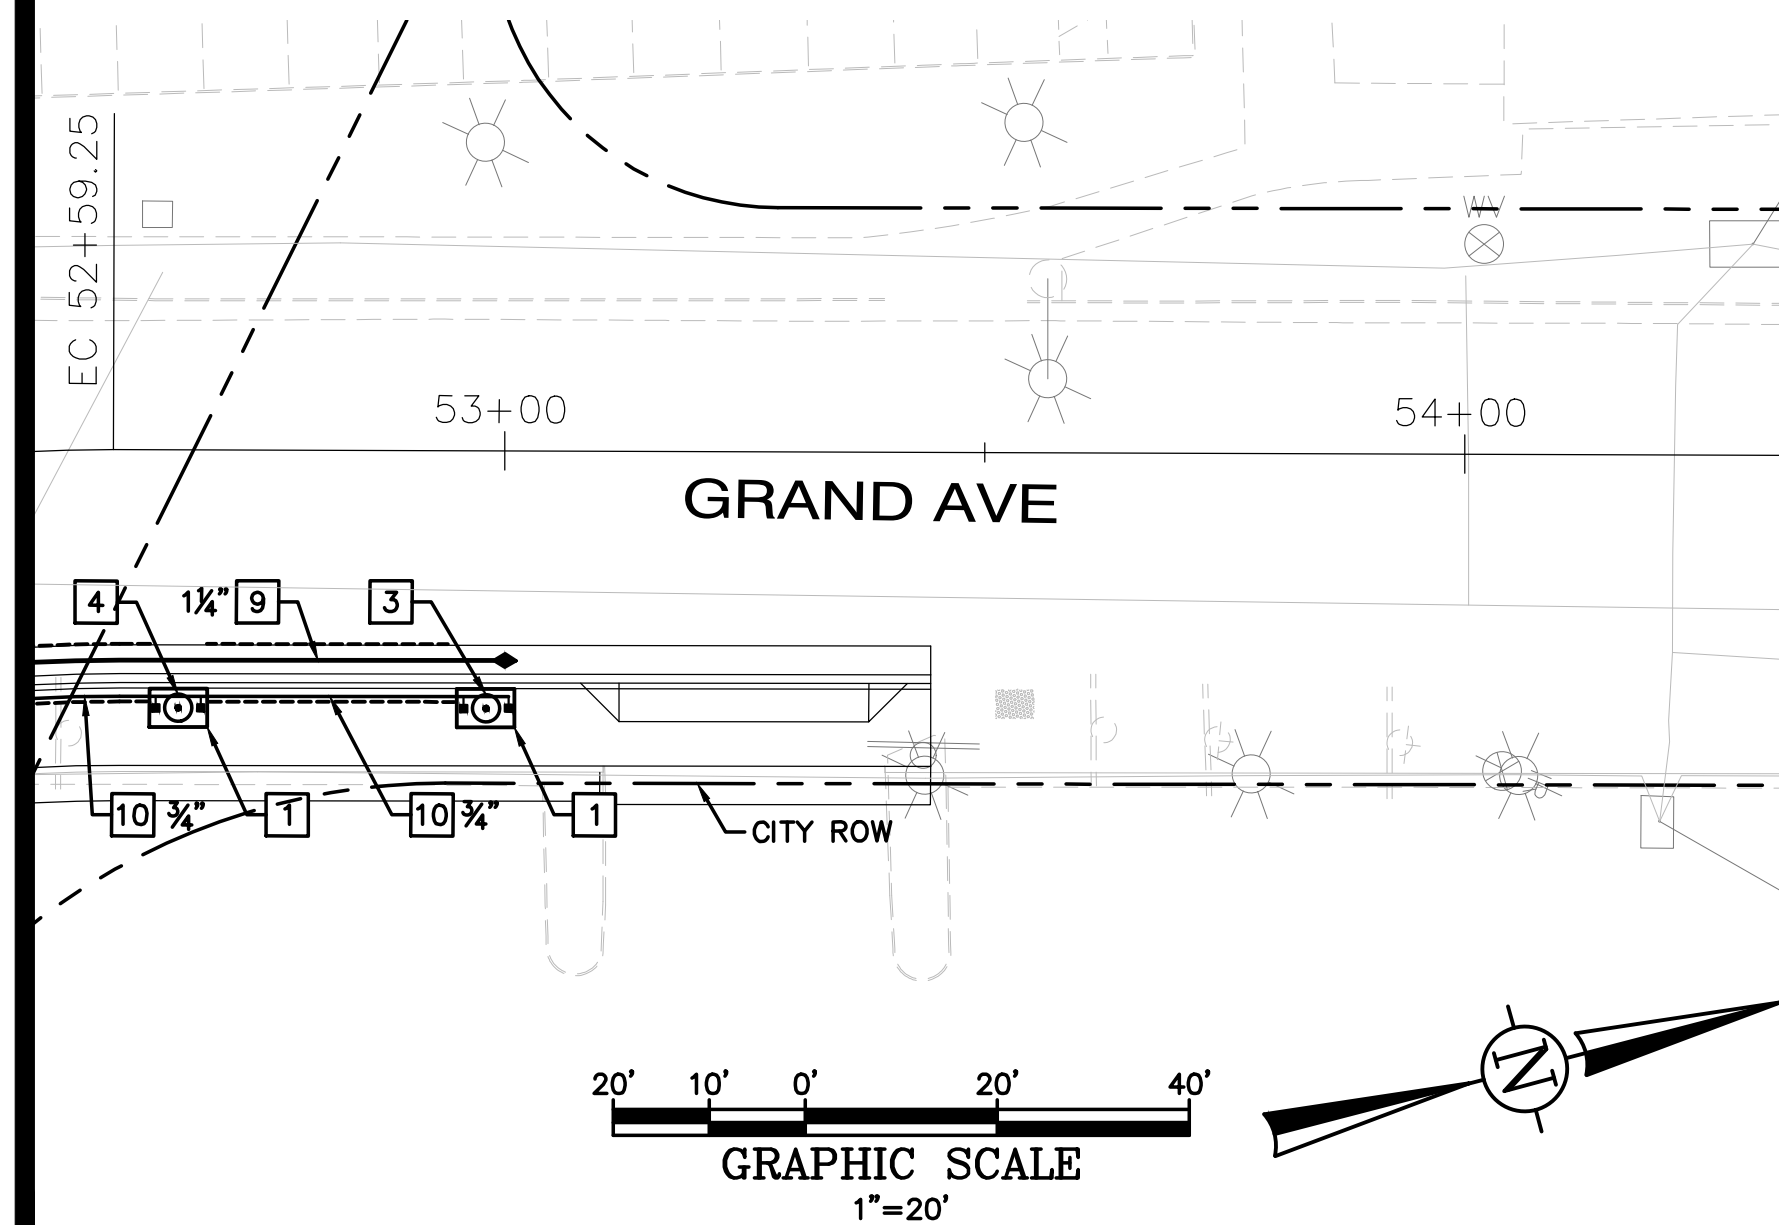 EC 52+59.25
W
53+00
54+00
GRAND AVE
4
1¼" 9
3
10 ¾"
1
10 ¾"
1
CITY ROW
N
20' 10' 0' 20' 40'
GRAPHIC SCALE
1"=20'